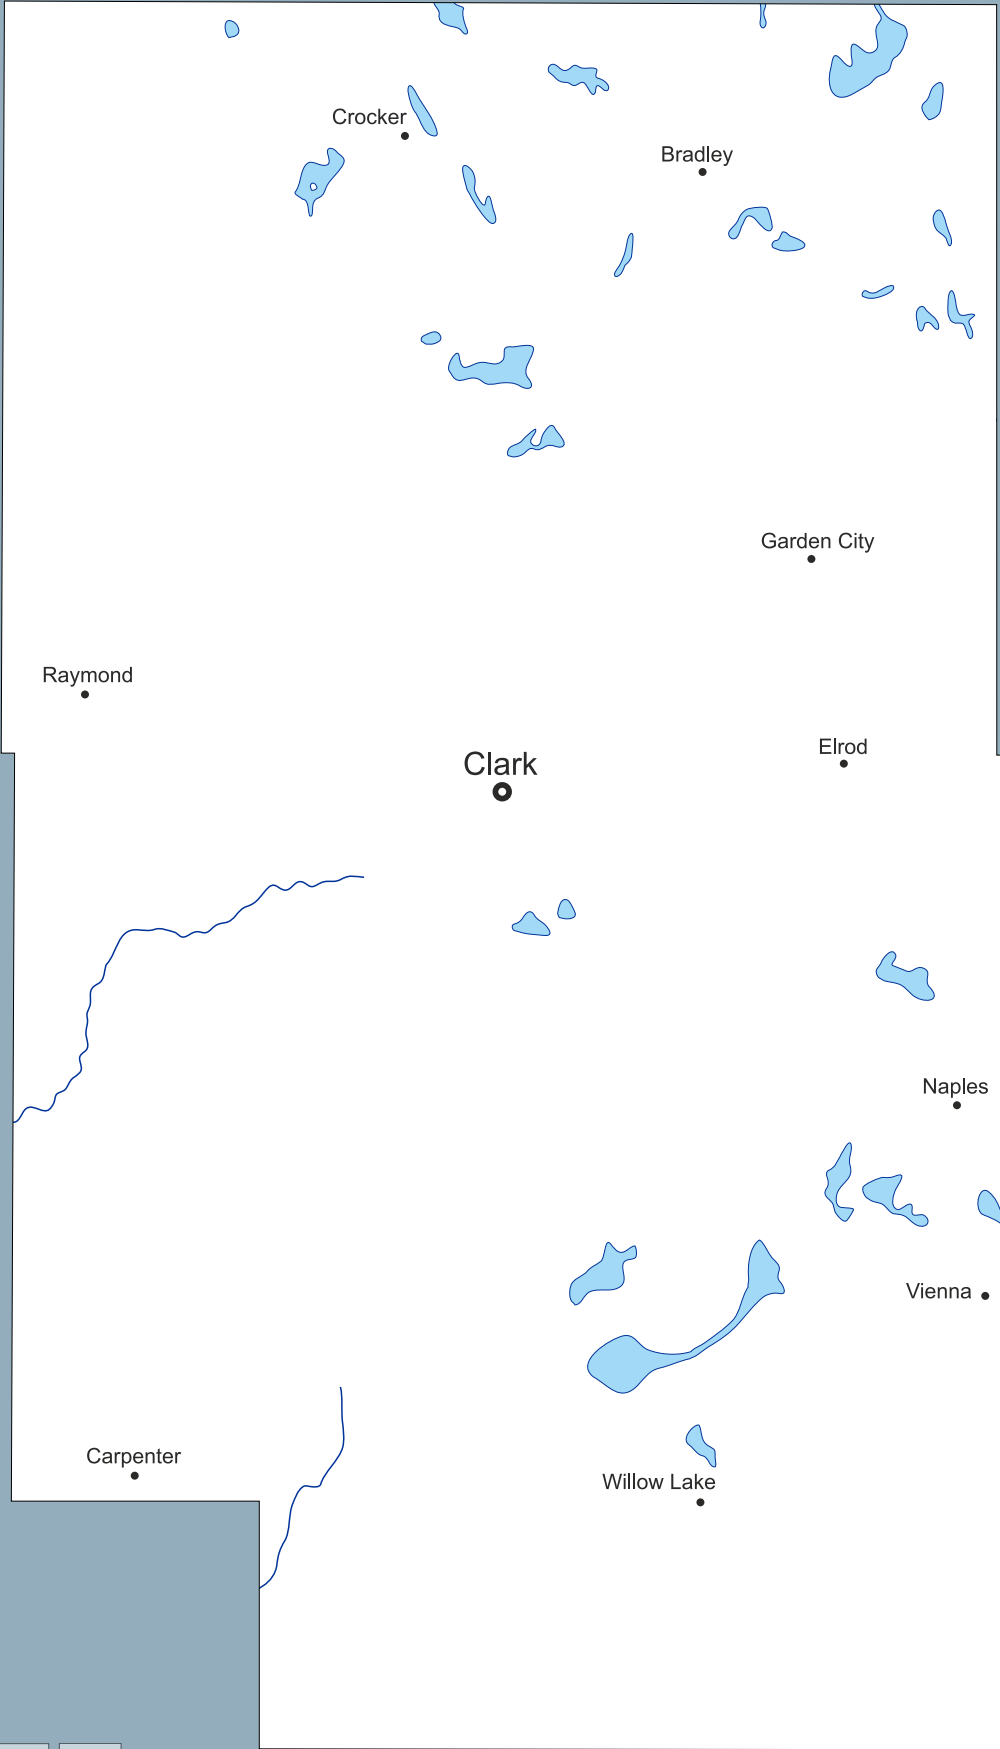 Crocker
Bradley
Garden City
Raymond
Elrod
Clark
Naples
Vienna
Carpenter
Willow Lake